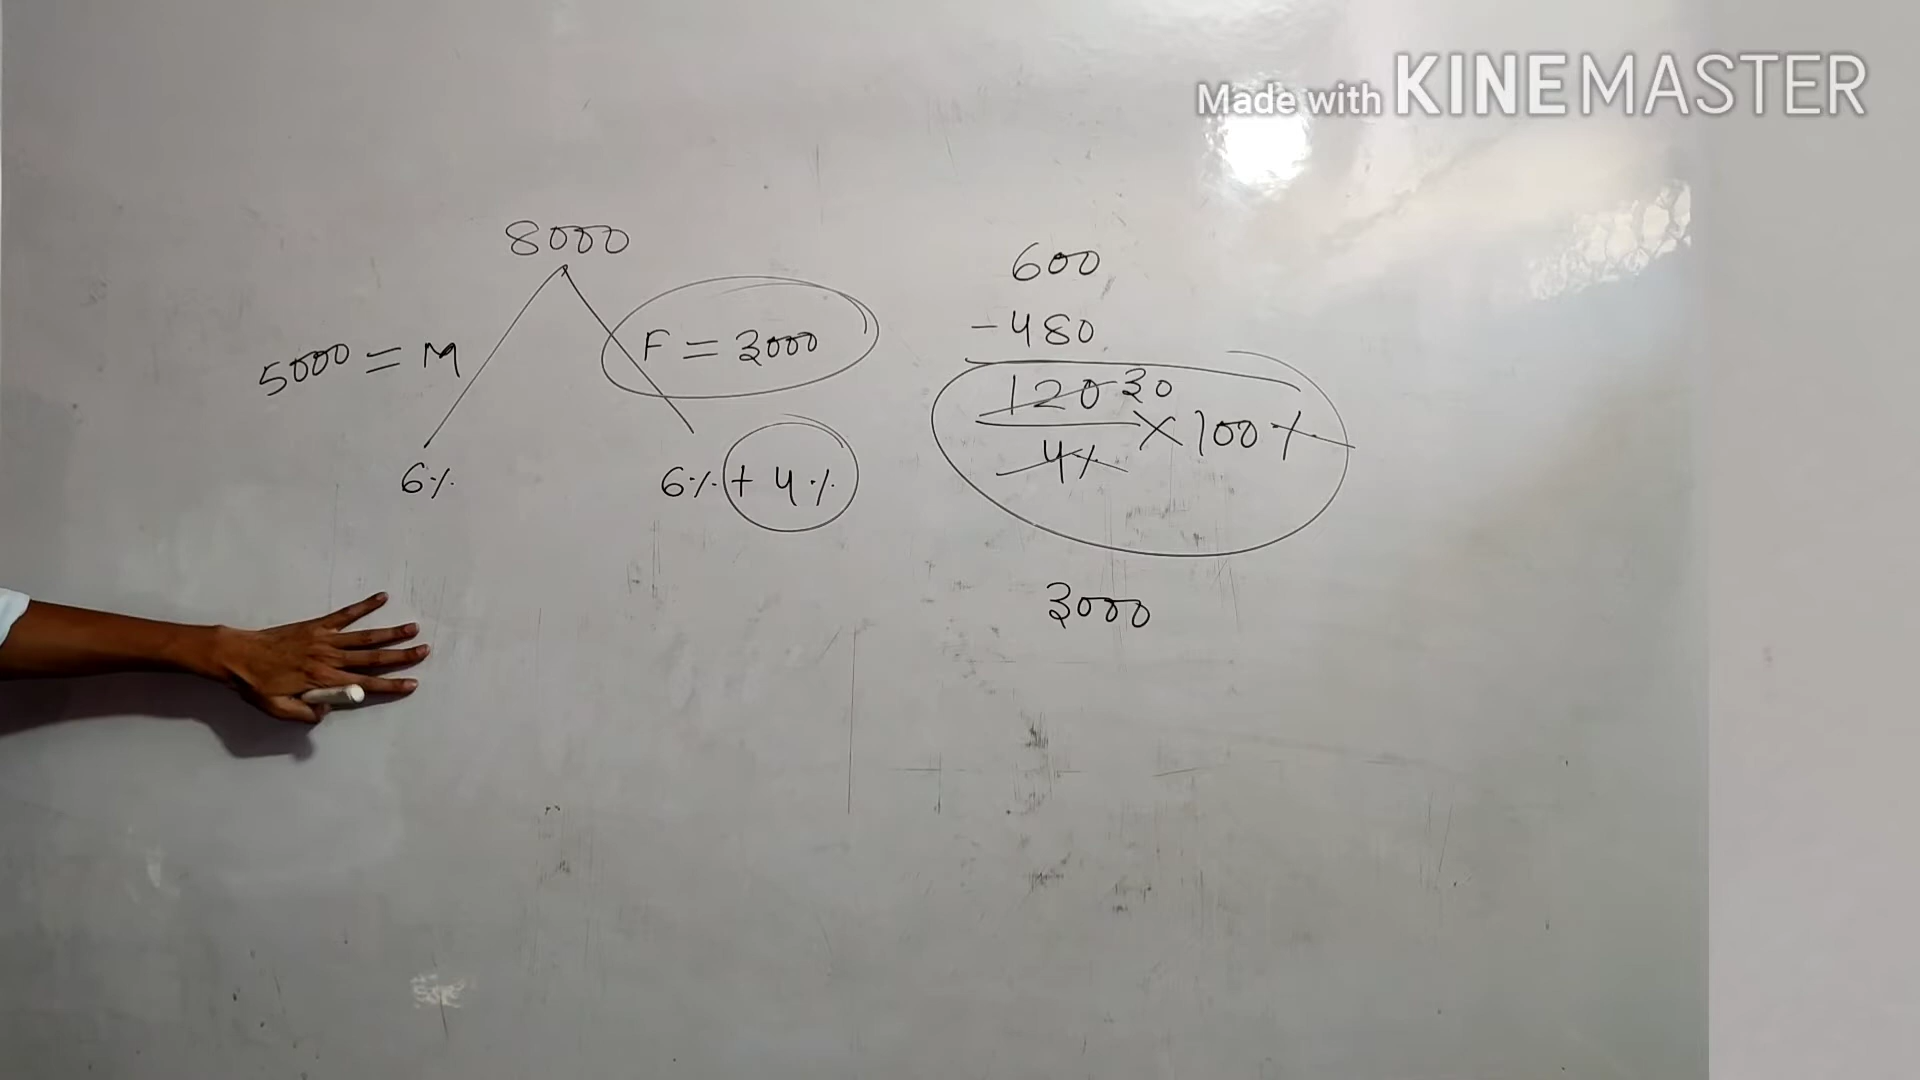 Made with KINEMASTER
8000
5000 = M
F = 3000
6%
6% + 4%
600
- 480
120 30
4% × 100%
3000